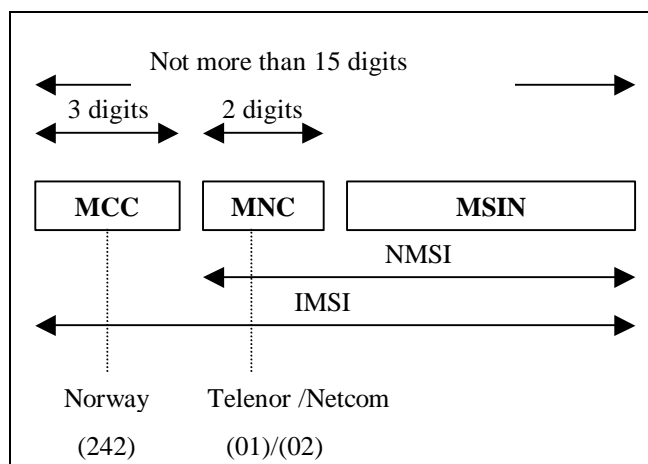 Not more than 15 digits
3 digits 2 digits
MCC MNC MSIN
NMSI
IMSI
Norway Telenor /Netcom
(242) (01)/(02)